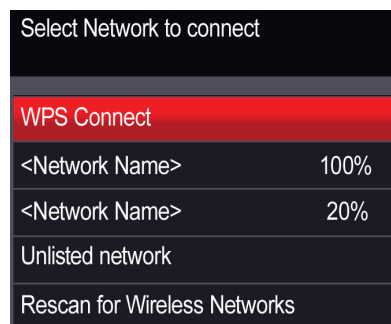 Select Network to connect
WPS Connect
<Network Name> 100%
<Network Name> 20%
Unlisted network
Rescan for Wireless Networks